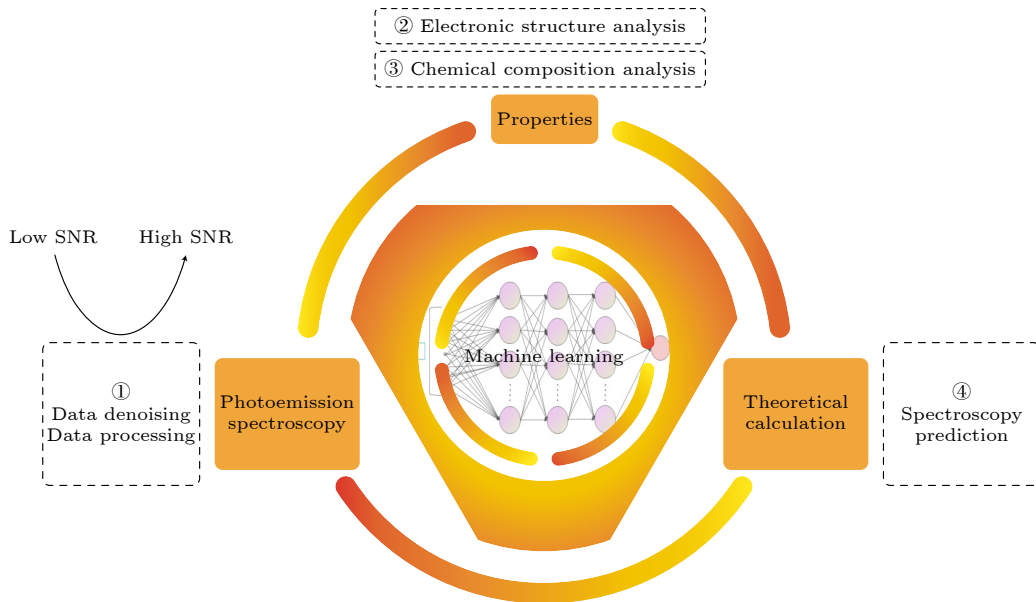 ② Electronic structure analysis
③ Chemical composition analysis
Properties
Low SNR
High SNR
Machine learning
①
Data denoising
Data processing
Photoemission
spectroscopy
Theoretical
calculation
④
Spectroscopy
prediction